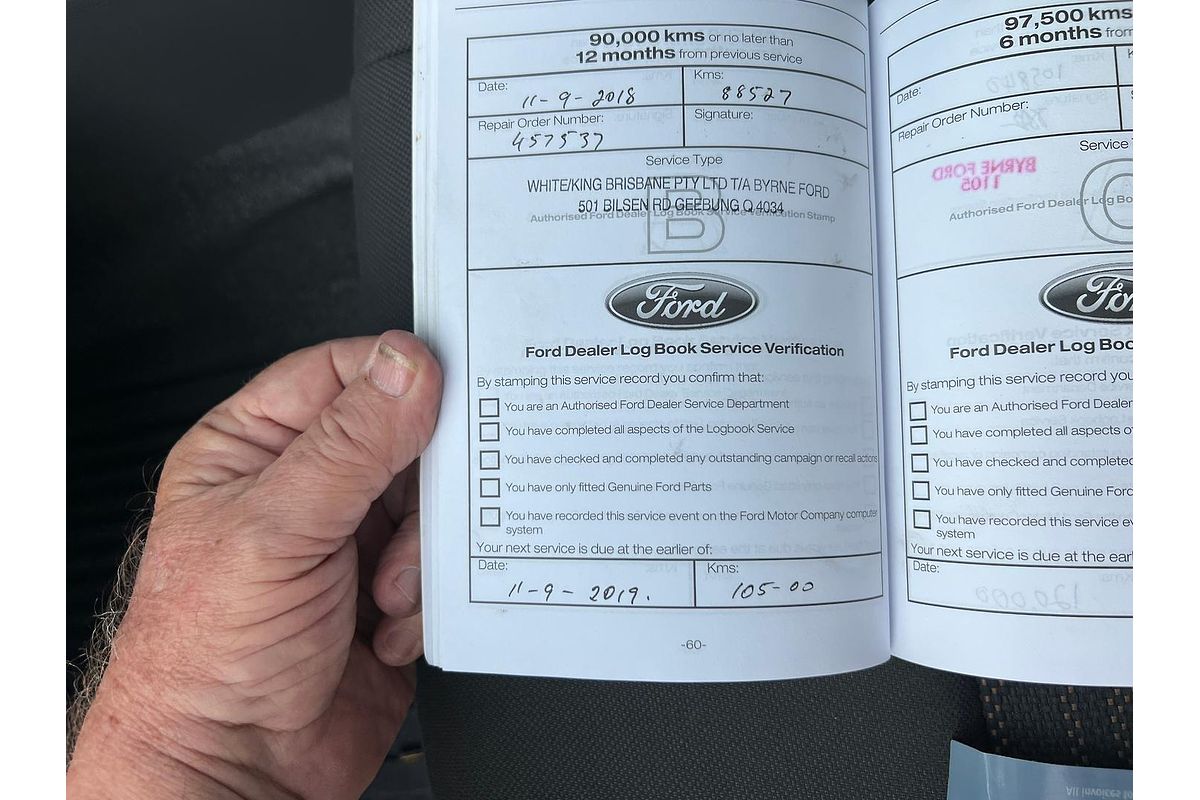 90,000 kms or no later than
12 months from previous service
Date:
11-9-2018
Kms:
88527
Repair Order Number:
457537
Signature:
Service Type
B
WHITE/KING BRISBANE PTY LTD T/A BYRNE FORD
501 BILSEN RD GEEBUNG Q 4034
Authorised Ford Dealer Log Book Service Verification Stamp
Ford
Ford Dealer Log Book Service Verification
By stamping this service record you confirm that:
You are an Authorised Ford Dealer Service Department
You have completed all aspects of the Logbook Service
You have checked and completed any outstanding campaign or recall actions
You have only fitted Genuine Ford Parts
You have recorded this service event on the Ford Motor Company computer
system
Your next service is due at the earlier of:
Date:
11-9-2019.
Kms:
105-00
-60-
97,500 kms
6 months from
Date:
Repair Order Number:
Service
BYRNE FORD
1105
Authorised Ford Dealer Log
Ford Dealer Log
By stamping this service record
You are an Authorised Ford Dealer
You have completed all aspects
You have checked and completed
You have only fitted Genuine
You have recorded this service
system
Your next service is due at the
Date:
120000
All invoices